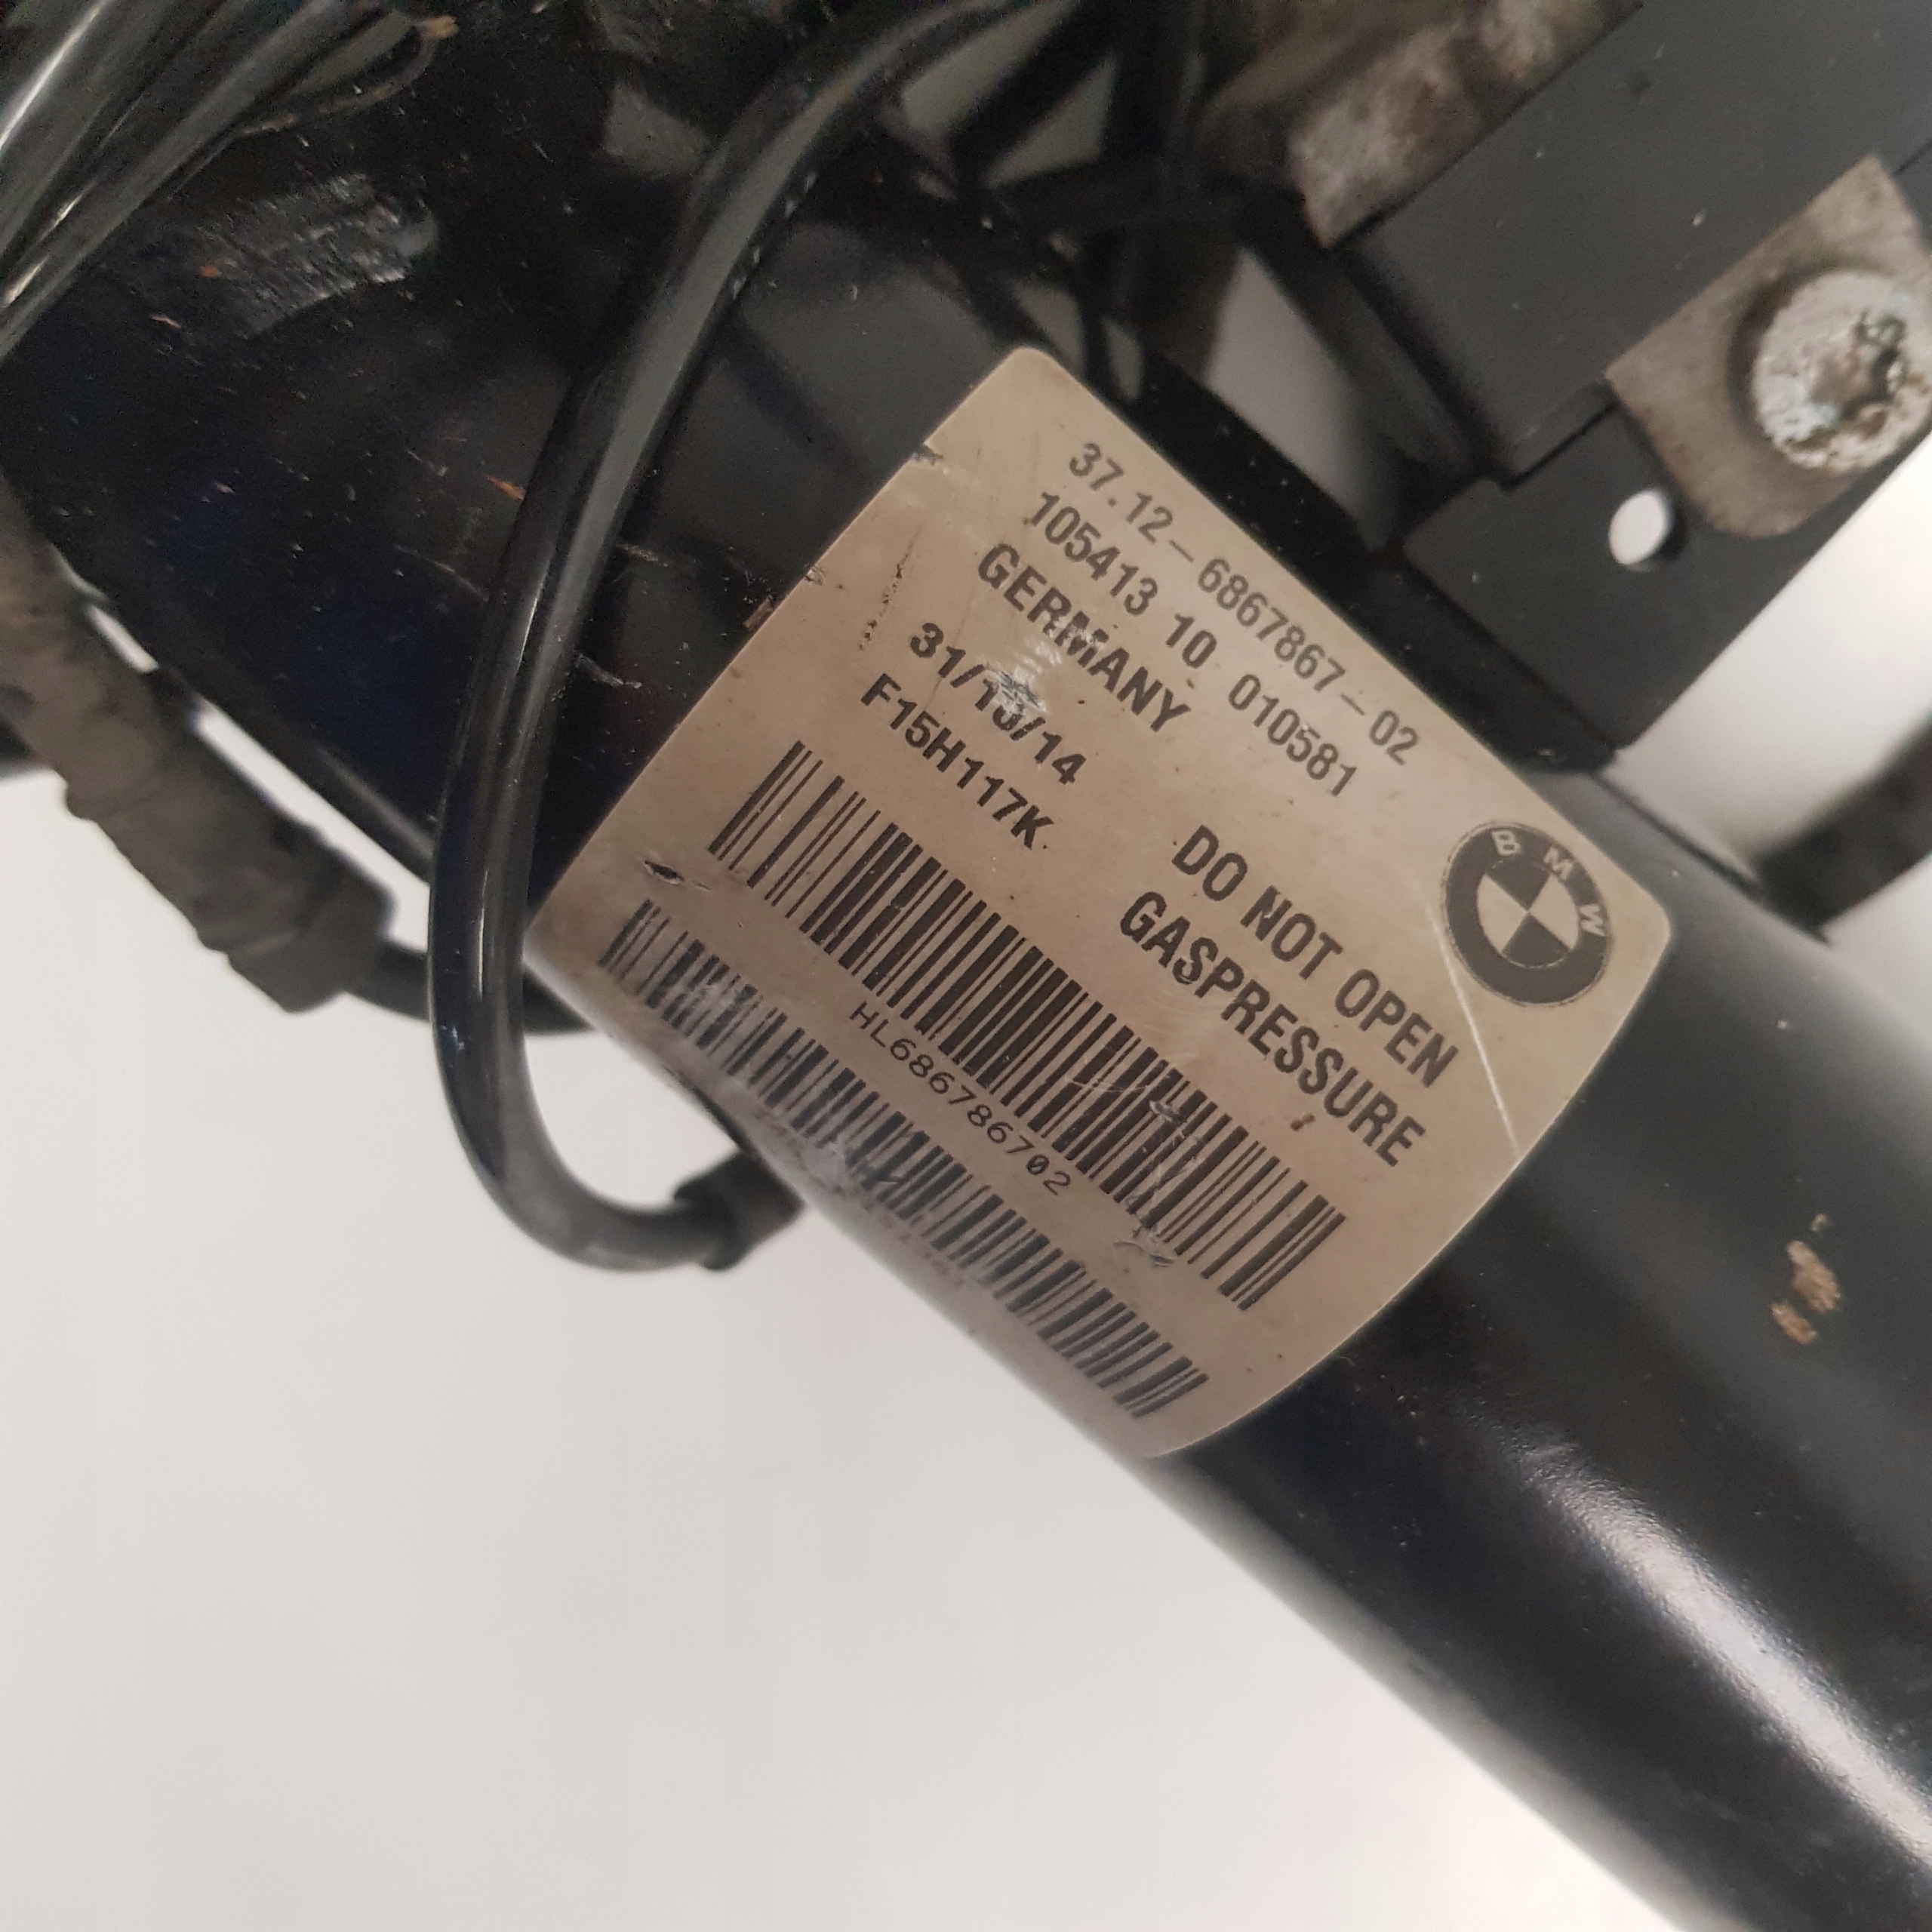 37.12-6867867-02
105413 10 010581
GERMANY
F15H117K
DO NOT OPEN
GASPRESSURE
BMW
HL686786702